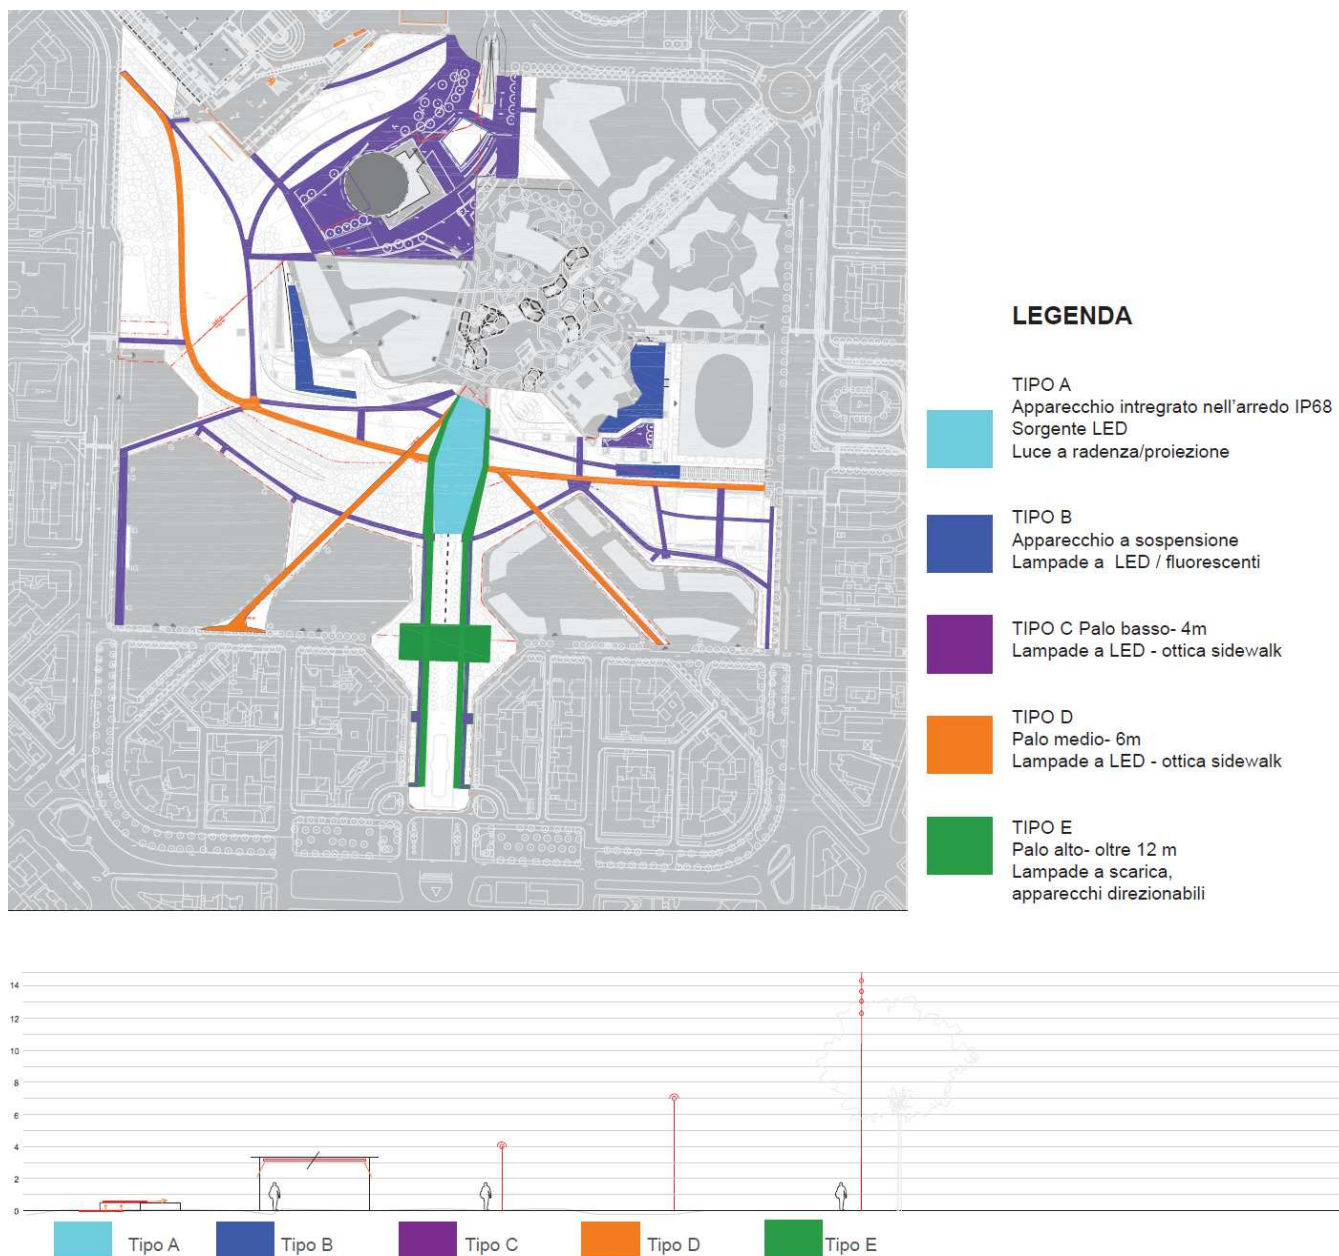 LEGENDA
TIPO A
Apparecchio intregrato nell'arredo IP68
Sorgente LED
Luce a radenza/proiezione
TIPO B
Apparecchio a sospensione
Lampade a LED / fluorescenti
TIPO C Palo basso- 4m
Lampade a LED - ottica sidewalk
TIPO D
Palo medio- 6m
Lampade a LED - ottica sidewalk
TIPO E
Palo alto- oltre 12 m
Lampade a scarica,
apparecchi direzionabili
14
12
10
8
6
4
2
0
Tipo A
Tipo B
Tipo C
Tipo D
Tipo E